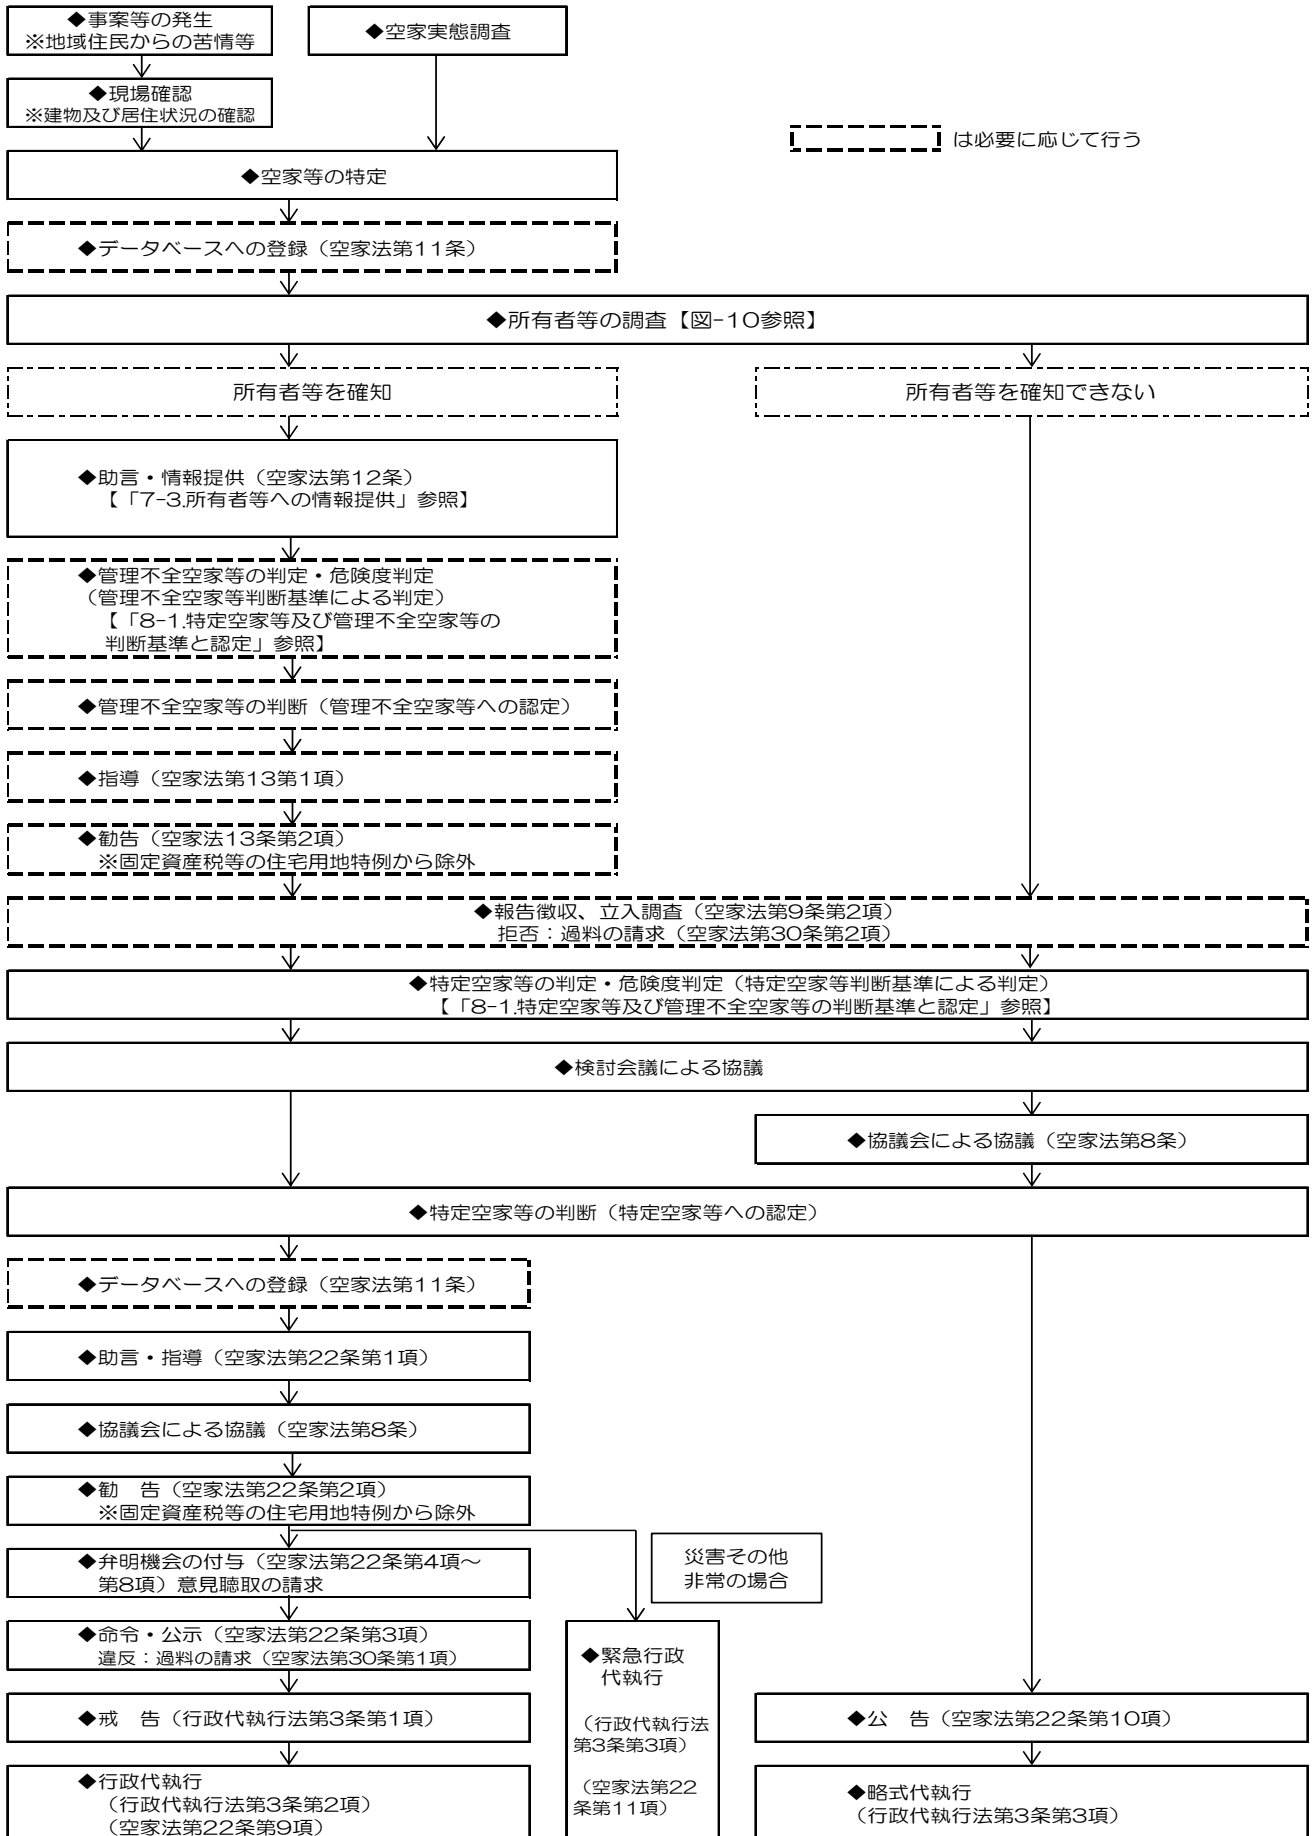 ◆事案等の発生
※地域住民からの苦情等
◆空家実態調査
◆現場確認
※建物及び居住状況の確認
は必要に応じて行う
◆空家等の特定
◆データベースへの登録（空家法第11条）
◆所有者等の調査【図-10参照】
所有者等を確知
所有者等を確知できない
◆助言・情報提供（空家法第12条）
【「7-3.所有者等への情報提供」参照】
◆管理不全空家等の判定・危険度判定
（管理不全空家等判断基準による判定）
【「8-1.特定空家等及び管理不全空家等の
判断基準と認定」参照】
◆管理不全空家等の判断（管理不全空家等への認定）
◆指導（空家法第13第1項）
◆勧告（空家法13条第2項）
※固定資産税等の住宅用地特例から除外
◆報告徴収、立入調査（空家法第9条第2項）
拒否：過料の請求（空家法第30条第2項）
◆特定空家等の判定・危険度判定（特定空家等判断基準による判定）
【「8-1.特定空家等及び管理不全空家等の判断基準と認定」参照】
◆検討会議による協議
◆協議会による協議（空家法第8条）
◆特定空家等の判断（特定空家等への認定）
◆データベースへの登録（空家法第11条）
◆助言・指導（空家法第22条第1項）
◆協議会による協議（空家法第8条）
◆勧　告（空家法第22条第2項）
※固定資産税等の住宅用地特例から除外
◆弁明機会の付与（空家法第22条第4項～
第8項）意見聴取の請求
災害その他
非常の場合
◆命令・公示（空家法第22条第3項）
違反：過料の請求（空家法第30条第1項）
◆戒　告（行政代執行法第3条第1項）
◆行政代執行
（行政代執行法第3条第2項）
（空家法第22条第9項）
◆緊急行政
代執行
（行政代執行法
第3条第3項）
（空家法第22
条第11項）
◆公　告（空家法第22条第10項）
◆略式代執行
（行政代執行法第3条第3項）